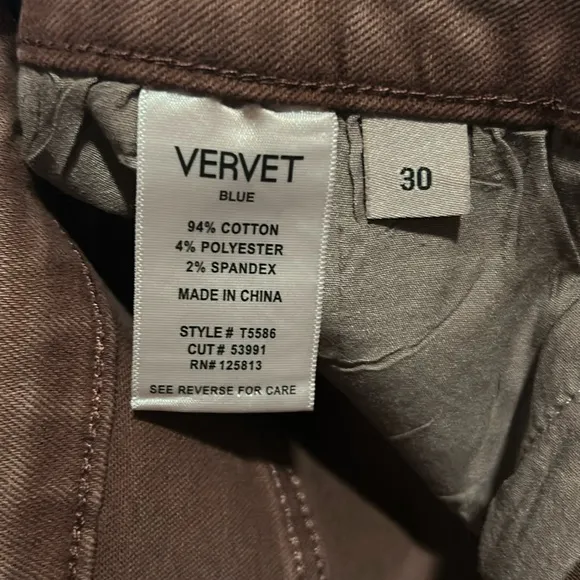 VERVET
BLUE
94% COTTON
4% POLYESTER
2% SPANDEX
MADE IN CHINA
STYLE# T5586
CUT# 53991
RN# 125813
SEE REVERSE FOR CARE
30